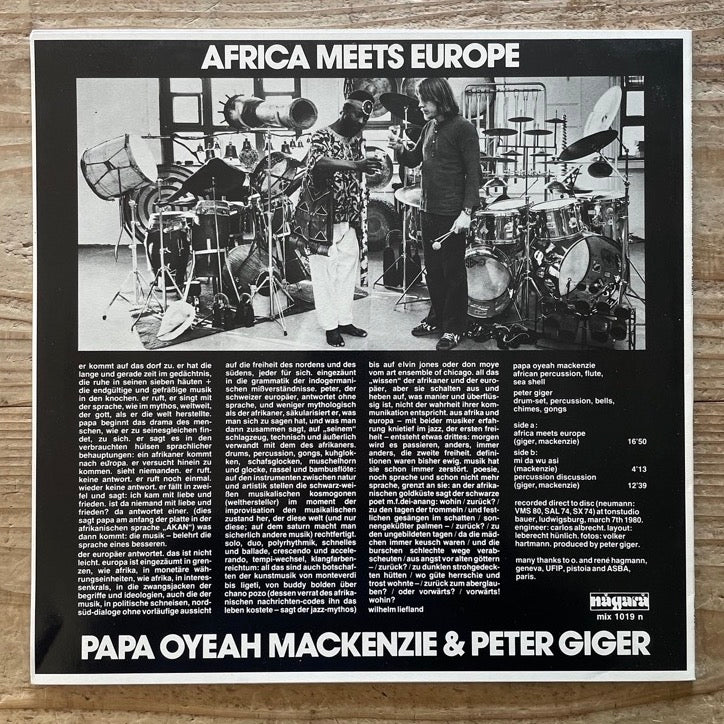 AFRICA MEETS EUROPE
er kommt auf das dorf zu. er hat die
lange und gerade zeit im gedächtnis,
die ruhe in seinen sieben häuten +
die endgültige und gefräßige musik
in den knochen. er ruft, er singt mit
der sprache, wie im mythos, weltweit,
der gott, als er die welt herstellte.
papa beginnt das drama des men-
schen, wie er zu seinesgleichen fin-
det, zu sich. er sagt es in den
verbrauchten hülsen sprachlicher
behauptungen: ein afrikaner kommt
nach europa. er versucht hinein zu
kommen. sieht niemanden. er ruft.
keine antwort. er ruft noch einmal.
wieder keine antwort. er fällt in zwei-
fel und sagt: ich kam mit liebe und
frieden. ist da niemand mit liebe und
frieden? da antwortet einer. (dies
sagt papa am anfang der platte in der
afrikanischen sprache „AKAN") was
dann kommt: die musik – belehrt die
sprache eines besseren.
der europäer antwortet. das ist nicht
leicht. europa ist eingezäunt in gren-
zen, wie afrika, in monetäre wäh-
rungseinheiten, wie afrika, in interes-
senkrals, in die zwangsjacken der
begriffe und ideologien, auch die der
musik, in politische schneisen, nord-
süd-dialoge ohne vorläufige aussicht
auf die freiheit des nordens und des
südens, jeder für sich. eingezäunt
in die grammatik der indogermani-
schen mißverständnisse. peter, der
schweizer europäer, antwortet ohne
sprache, und weniger mythologisch
als der afrikaner, säkularisiert er, was
man sich zu sagen hat, und was man
dann zusammen sagt, auf „seinem"
schlagzeug, technisch und äußerlich
verwandt mit dem des afrikaners.
drums, percussion, gongs, kuhglok-
ken, schafsglocken, muschelhorn
und glocke, rassel und bambusflöte:
auf den instrumenten zwischen natur
und artistik stellen die schwarz-wei-
ßen musikalischen kosmogonen
(welthersteller) im moment der
improvisation den musikalischen
zustand her, der diese welt (und nur
diese; auf dem saturn macht man
sicherlich andere musik) rechtfertigt.
solo, duo, polyrhythmik, schnelles
und ballade, crescendo und accele-
rando, tempi-wechsel, klangfarben-
reichtum: all das sind auch botschaf-
ten der kunstmusik von monteverdi
bis ligeti, von buddy bolden über
chano pozo (dessen verrat des afrika-
nischen nachrichten-codes ihn das
leben kostete – sagt der jazz-mythos)
bis auf elvin jones oder don moye
vom art ensemble of chicago. all das
„wissen" der afrikaner und der euro-
päer, aber sie schalten aus und
neben auf, was manier und überflüs-
sig ist, nicht der wahrheit ihrer kom-
munikation entspricht. aus afrika und
europa – mit beider musiker erfah-
rung knietief im jazz, der ersten frei-
heit – entsteht etwas drittes: morgen
wird es passieren, anders, immer
anders, die zweite freiheit. definitio-
nen waren bisher ewig, musik hat
sie schon immer zerstört. poesie,
noch sprache und schon nicht mehr
sprache, grenzt an sie: an der afrika-
nischen goldküste sagt der schwarze
poet m.f.dei-anang: wohin / zurück? /
zu den tagen der trommeln / und fest-
lichen gesängen im schatten / son-
nengeküßter palmen – / zurück? / zu
den ungebildeten tagen / da die mäd-
chen immer keusch waren / und die
burschen schlechte wege verab-
scheuten / aus angst vor alten göttern
– / zurück? / zu dunklen strohgedeck-
ten hütten / wo güte herrschte und
trost wohnte – / zurück zum aberglau-
ben? / oder vorwärts? / vorwärts!
wohin?
wilhelm liefland
papa oyeah mackenzie
african percussion, flute,
sea shell
peter giger
drum-set, percussion, bells,
chimes, gongs
side a:
africa meets europe
(giger, mackenzie) 16'50
side b:
mi da wu asi
(mackenzie) 4'13
percussion discussion
(giger, mackenzie) 12'39
recorded direct to disc (neumann:
VMS 80, SAL 74, SX 74) at tonstudio
bauer, ludwigsburg, march 7th 1980.
engineer: carlos albrecht. layout:
leberecht hünlich. fotos: volker
hartmann. produced by peter giger.
many thanks to o. and rené hagmann,
geneva, UFIP, pistoia and ASBA,
paris.
nagara
mix 1019 n
PAPA OYEAH MACKENZIE & PETER GIGER